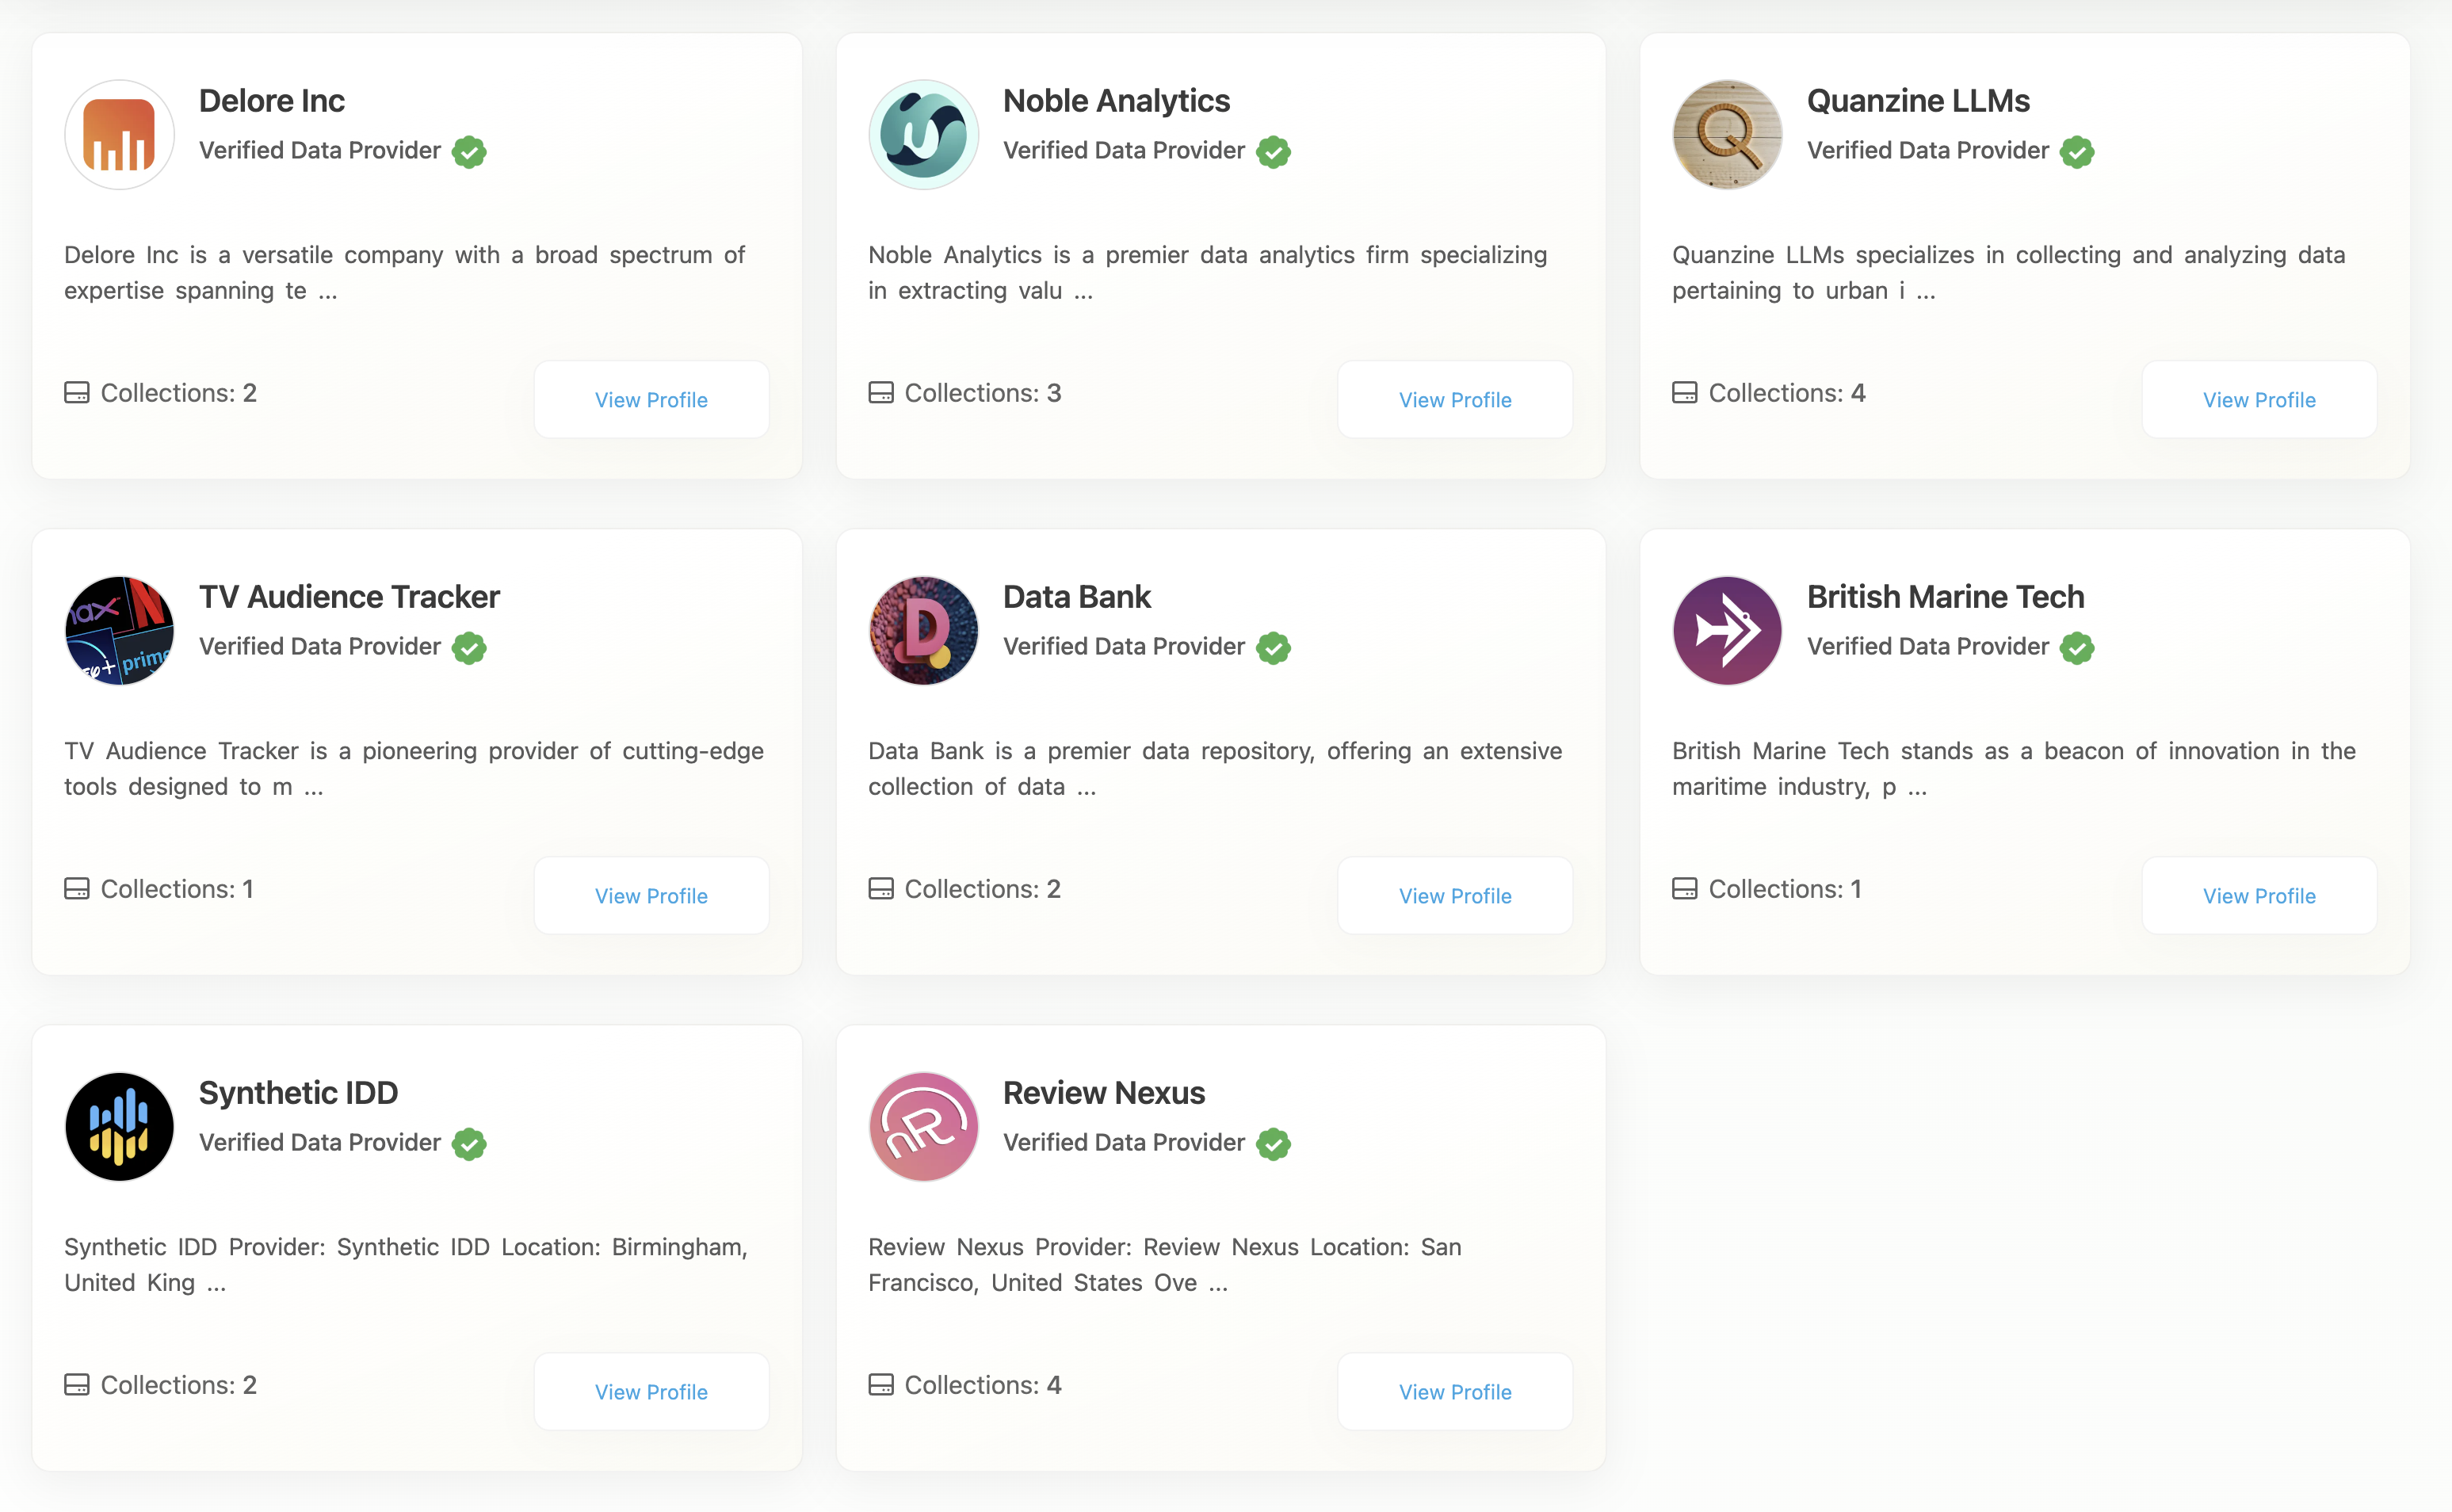 Delore Inc
Verified Data Provider
Delore Inc is a versatile company with a broad spectrum of
expertise spanning te ...
Collections: 2
View Profile
Noble Analytics
Verified Data Provider
Noble Analytics is a premier data analytics firm specializing
in extracting valu ...
Collections: 3
View Profile
Quanzine LLMs
Verified Data Provider
Quanzine LLMs specializes in collecting and analyzing data
pertaining to urban i ...
Collections: 4
View Profile
max N
prime
TV Audience Tracker
Verified Data Provider
TV Audience Tracker is a pioneering provider of cutting-edge
tools designed to m ...
Collections: 1
View Profile
D
Data Bank
Verified Data Provider
Data Bank is a premier data repository, offering an extensive
collection of data ...
Collections: 2
View Profile
British Marine Tech
Verified Data Provider
British Marine Tech stands as a beacon of innovation in the
maritime industry, p ...
Collections: 1
View Profile
Synthetic IDD
Verified Data Provider
Synthetic IDD Provider: Synthetic IDD Location: Birmingham,
United King ...
Collections: 2
View Profile
nR
Review Nexus
Verified Data Provider
Review Nexus Provider: Review Nexus Location: San
Francisco, United States Ove ...
Collections: 4
View Profile